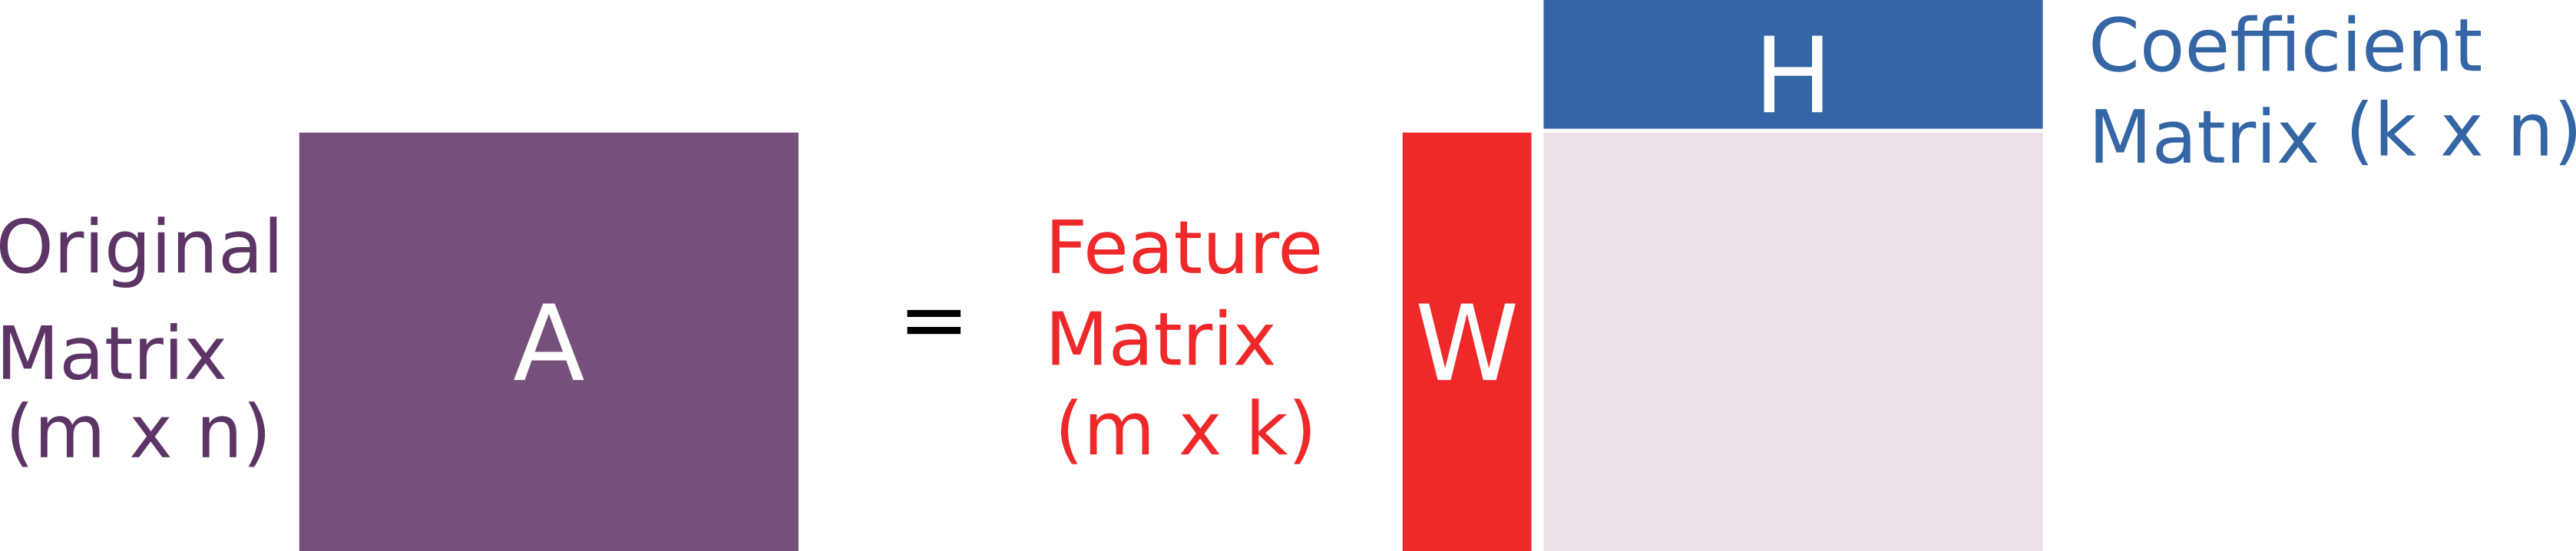 Original
Matrix
(m x n)
A
=
Feature
Matrix
(m x k)
W
H
Coefficient
Matrix (k x n)